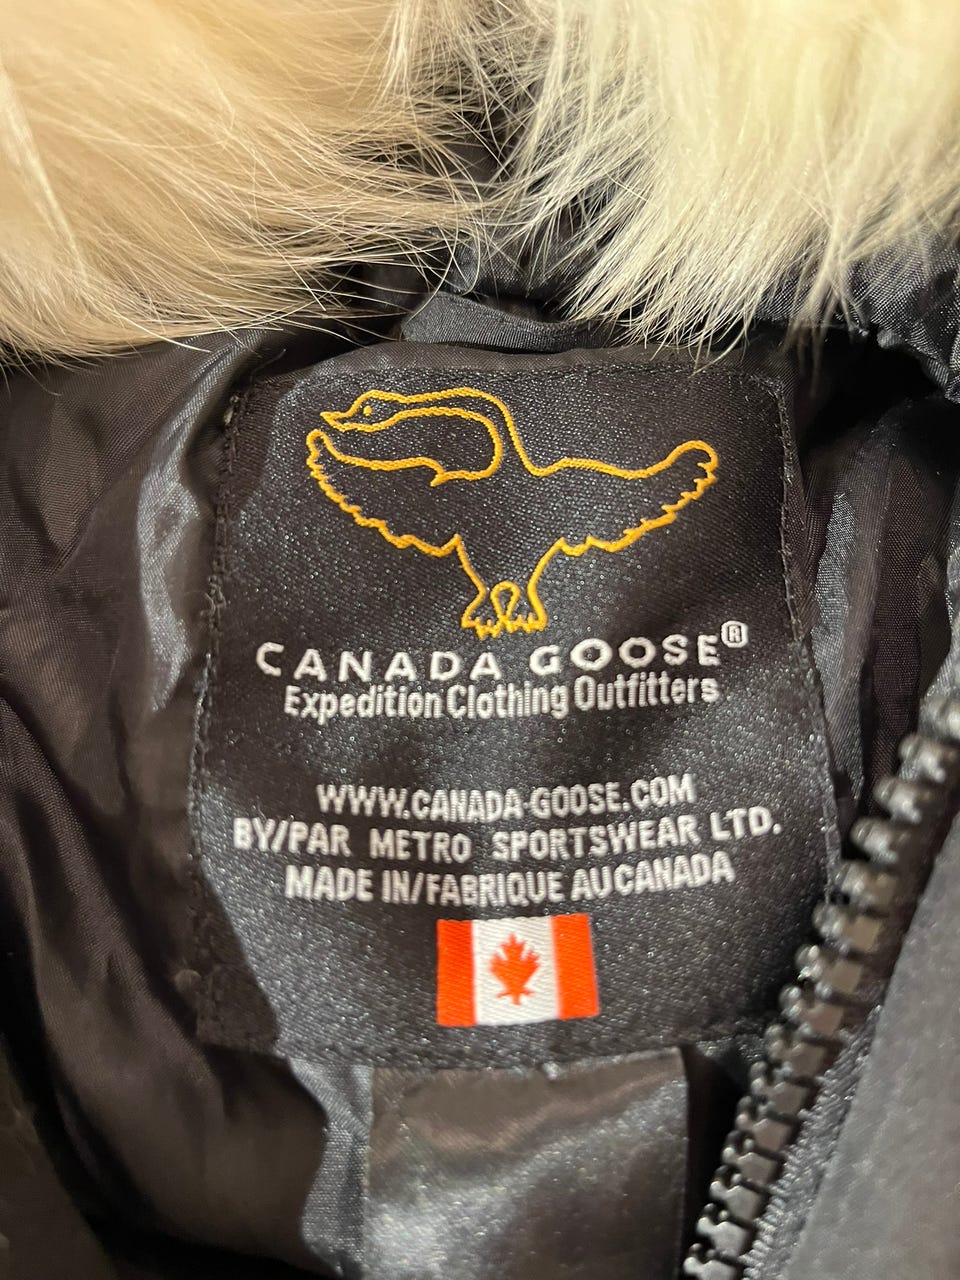 CANADA GOOSE®
Expedition Clothing Outfitters
WWW.CANADA-GOOSE.COM
BY/PAR METRO SPORTSWEAR LTD.
MADE IN/FABRIQUE AU CANADA